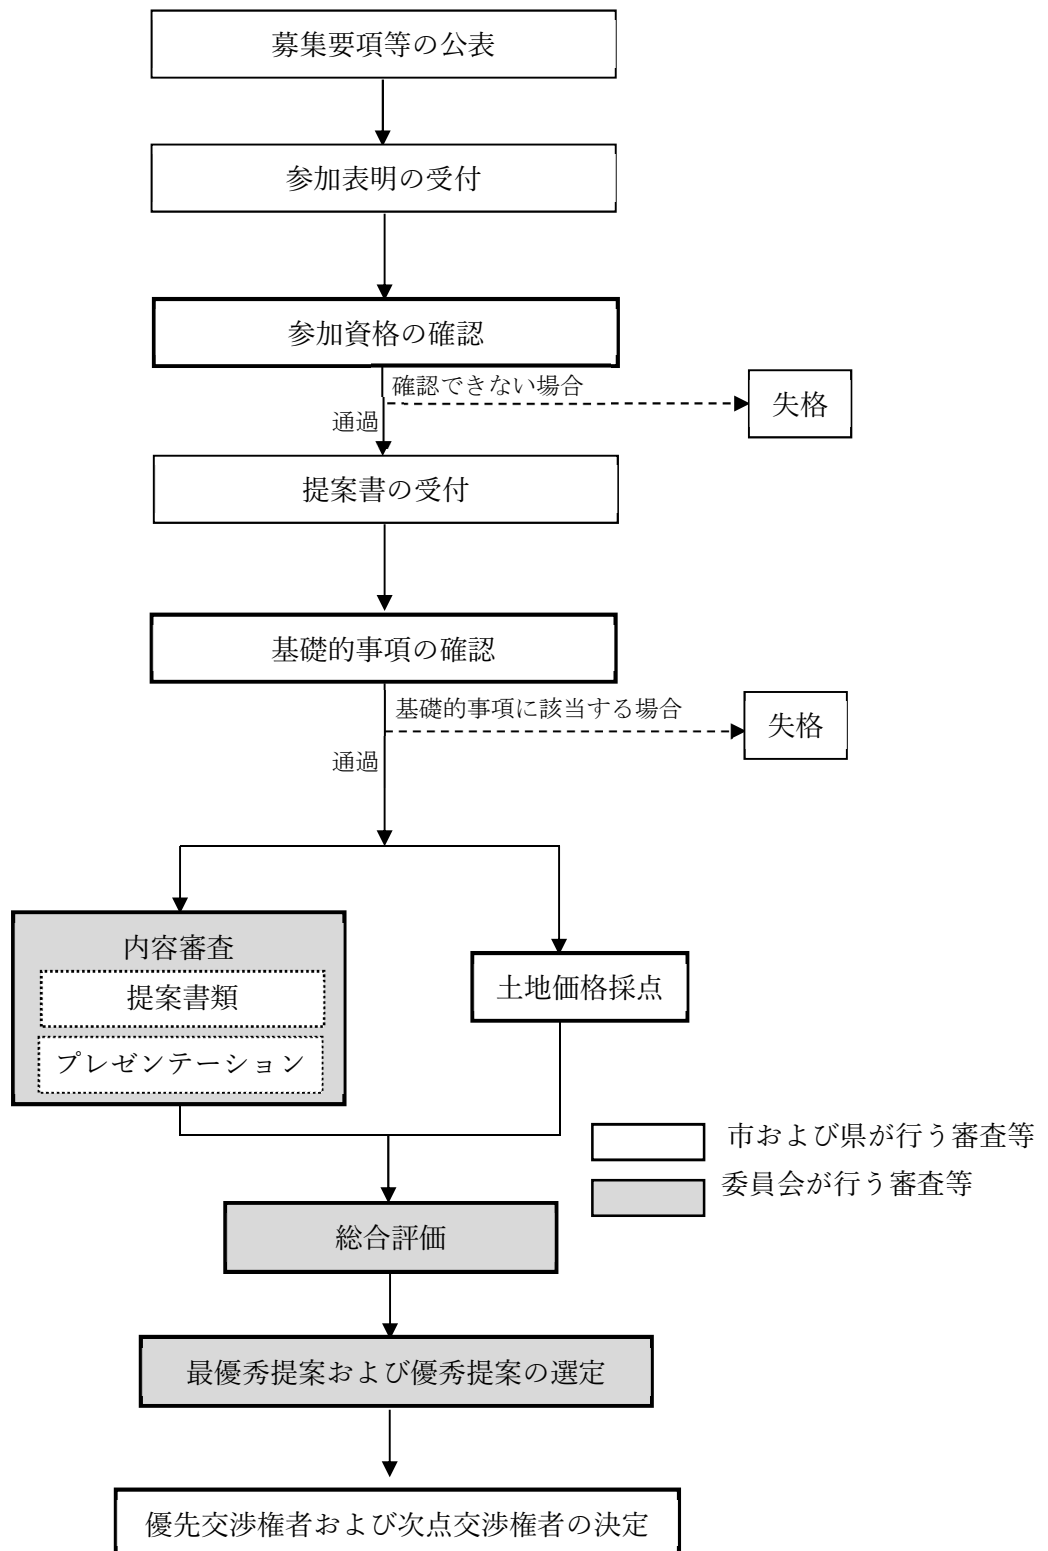 募集要項等の公表
参加表明の受付
参加資格の確認
確認できない場合
失格
通過
提案書の受付
基礎的事項の確認
基礎的事項に該当する場合
失格
通過
内容審査
提案書類
プレゼンテーション
土地価格採点
市および県が行う審査等
委員会が行う審査等
総合評価
最優秀提案および優秀提案の選定
優先交渉権者および次点交渉権者の決定